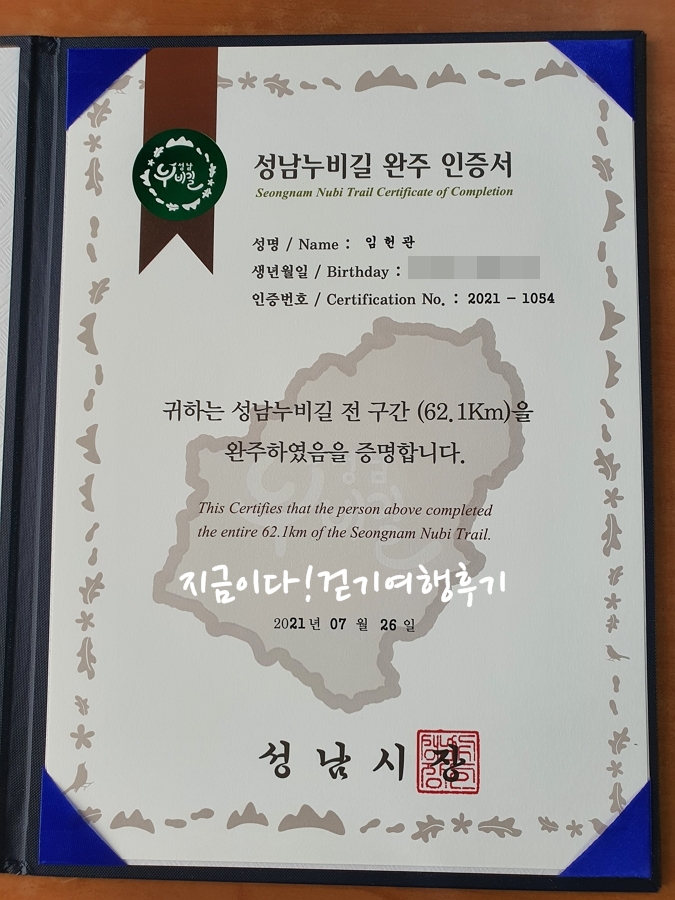 성남
누비길
성남누비길 완주 인증서
Seongnam Nubi Trail Certificate of Completion
성명 / Name : 임헌관
생년월일 / Birthday :
인증번호 / Certification No. : 2021 - 1054
귀하는 성남누비길 전 구간 (62.1Km)을
완주하였음을 증명합니다.
This Certifies that the person above completed
the entire 62.1km of the Seongnam Nubi Trail.
지금이다!걷기여행후기
2021년 07 월 26 일
성남시장